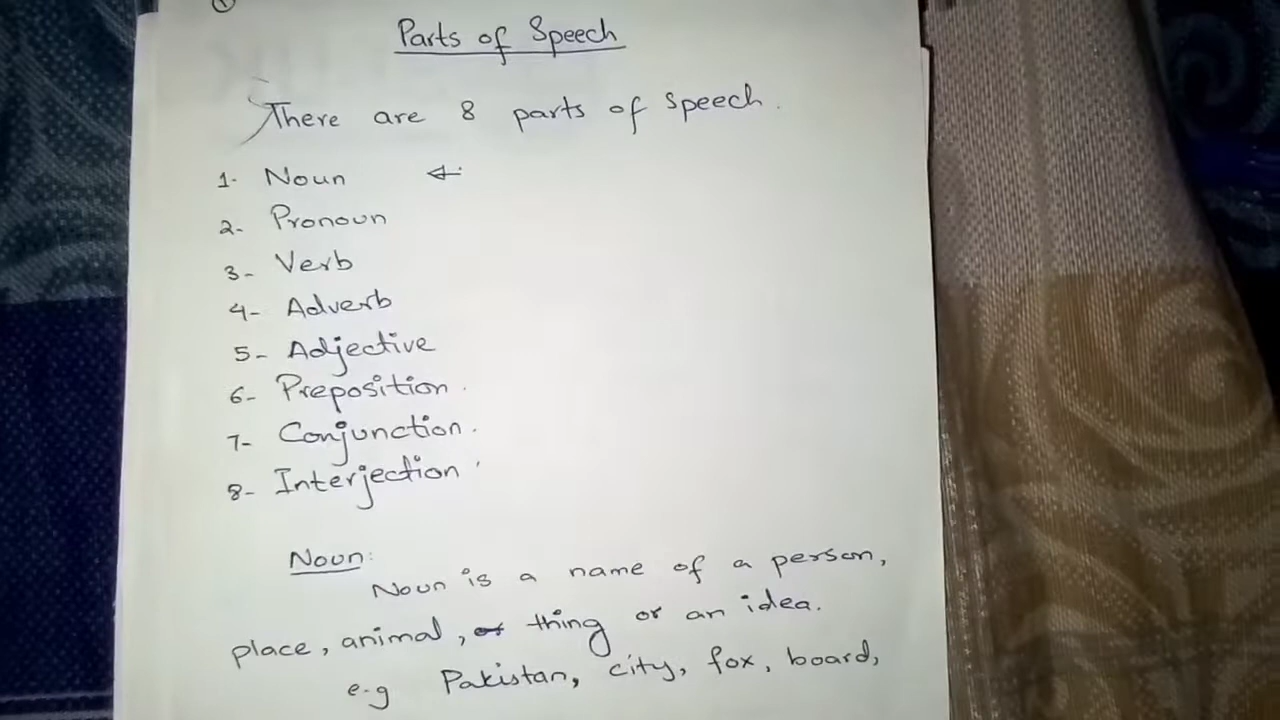 1
Parts of Speech
There are 8 parts of speech.
1. Noun
2. Pronoun
3- Verb
4- Adverb
5- Adjective
6- Preposition.
7- Conjunction.
8- Interjection
Noun:
Noun is a name of a person,
place, animal, or thing or an idea.
e.g Pakistan, city, fox, board,